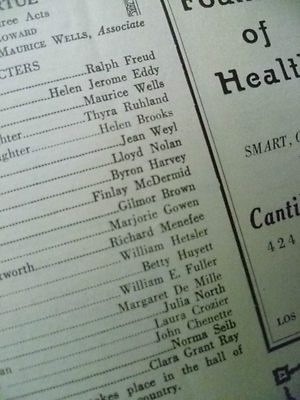 ree Acts
OWARD
MAURICE WELLS, Associate
CTERS
Ralph Freud
Helen Jerome Eddy
Maurice Wells
ghter Thyra Ruhland
ughter Helen Brooks
Jean Weyl
Lloyd Nolan
Byron Harvey
Finlay McDermid
Gilmor Brown
Marjorie Gowen
Richard Menefee
orworth William Hetsler
Betty Huyett
William E. Fuller
Margaret De Mille
Julia North
Laura Crozier
John Chenette
an Norma Seib
Clara Grant Ray
akes place in the hall of
country.
of
Health
SMART, C
Canti
424
LOS